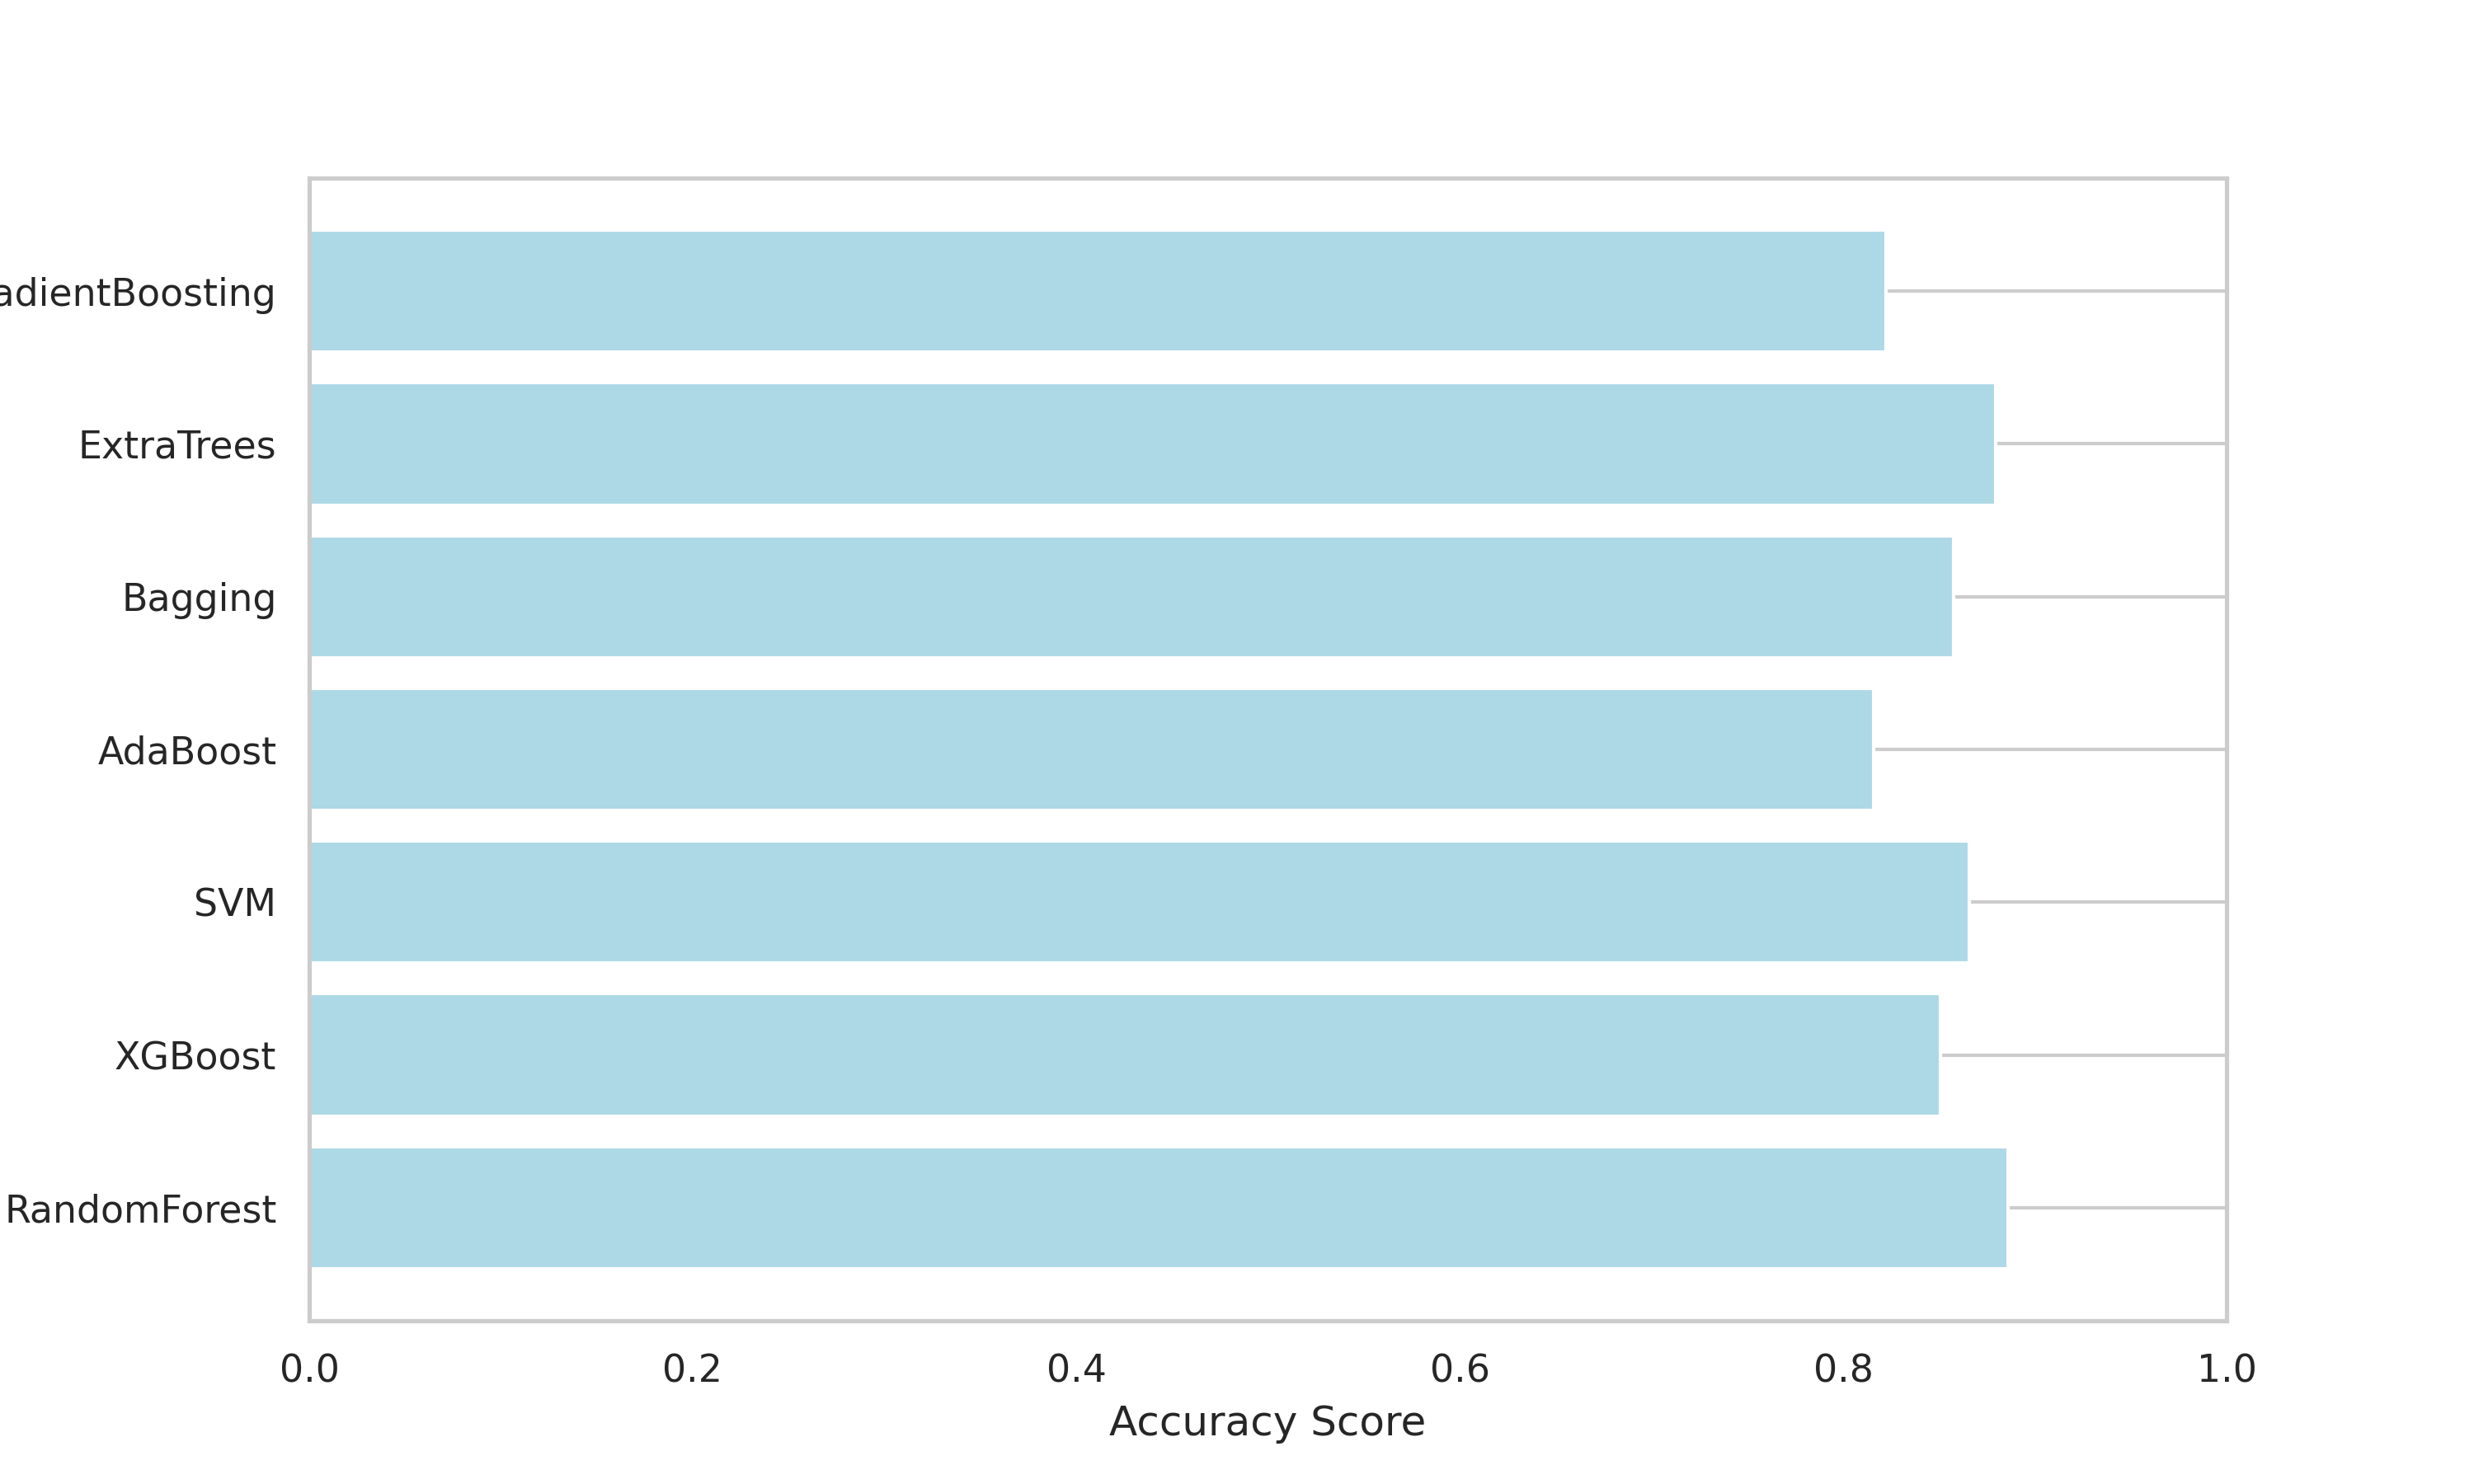 adientBoosting
ExtraTrees
Bagging
AdaBoost
SVM
XGBoost
RandomForest
0.0 0.2 0.4 0.6 0.8 1.0
Accuracy Score